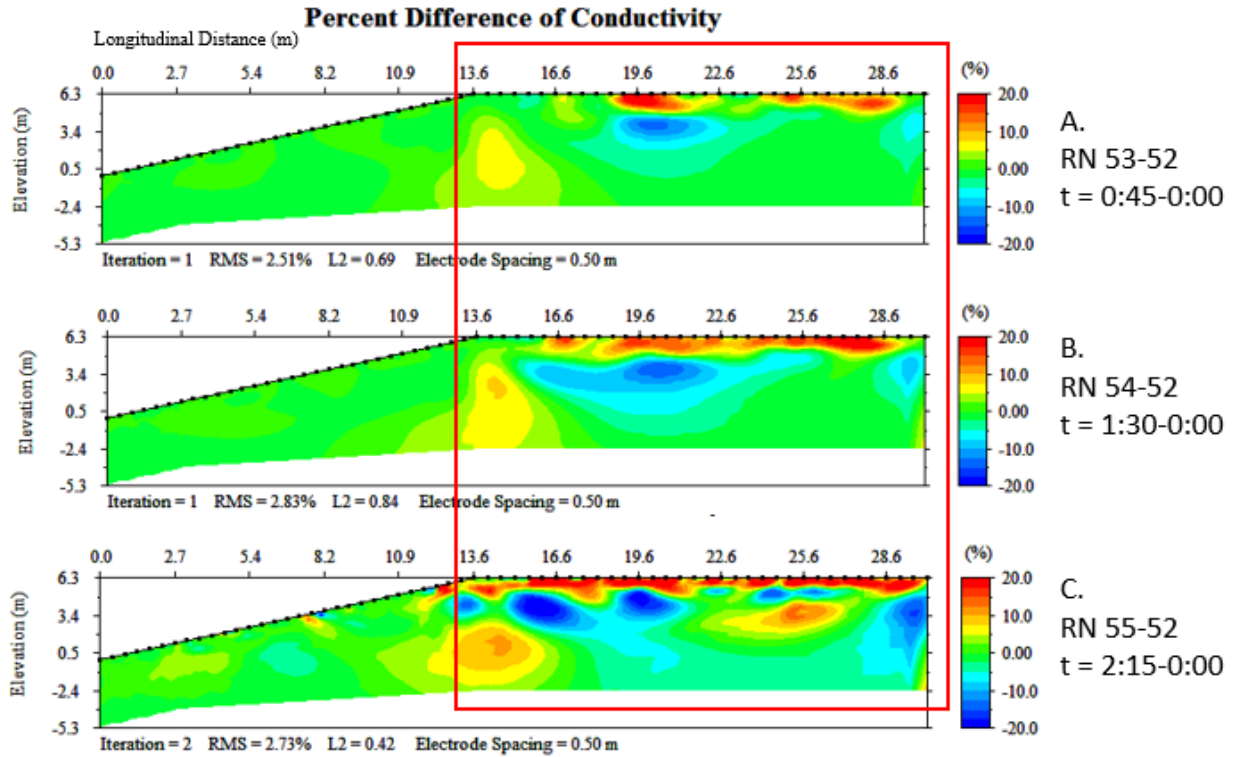 Percent Difference of Conductivity
Longitudinal Distance (m)
0.0 2.7 5.4 8.2 10.9 13.6 16.6 19.6 22.6 25.6 28.6 (%)
Elevation (m)
6.3
3.4
0.5
-2.4
-5.3
20.0
10.0
0.00
-10.0
-20.0
A.
RN 53-52
t = 0:45-0:00
Iteration = 1 RMS = 2.51% L2 = 0.69 Electrode Spacing = 0.50 m
0.0 2.7 5.4 8.2 10.9 13.6 16.6 19.6 22.6 25.6 28.6 (%)
Elevation (m)
6.3
3.4
0.5
-2.4
-5.3
20.0
10.0
0.00
-10.0
-20.0
B.
RN 54-52
t = 1:30-0:00
Iteration = 1 RMS = 2.83% L2 = 0.84 Electrode Spacing = 0.50 m
0.0 2.7 5.4 8.2 10.9 13.6 16.6 19.6 22.6 25.6 28.6 (%)
Elevation (m)
6.3
3.4
0.5
-2.4
-5.3
20.0
10.0
0.00
-10.0
-20.0
C.
RN 55-52
t = 2:15-0:00
Iteration = 2 RMS = 2.73% L2 = 0.42 Electrode Spacing = 0.50 m